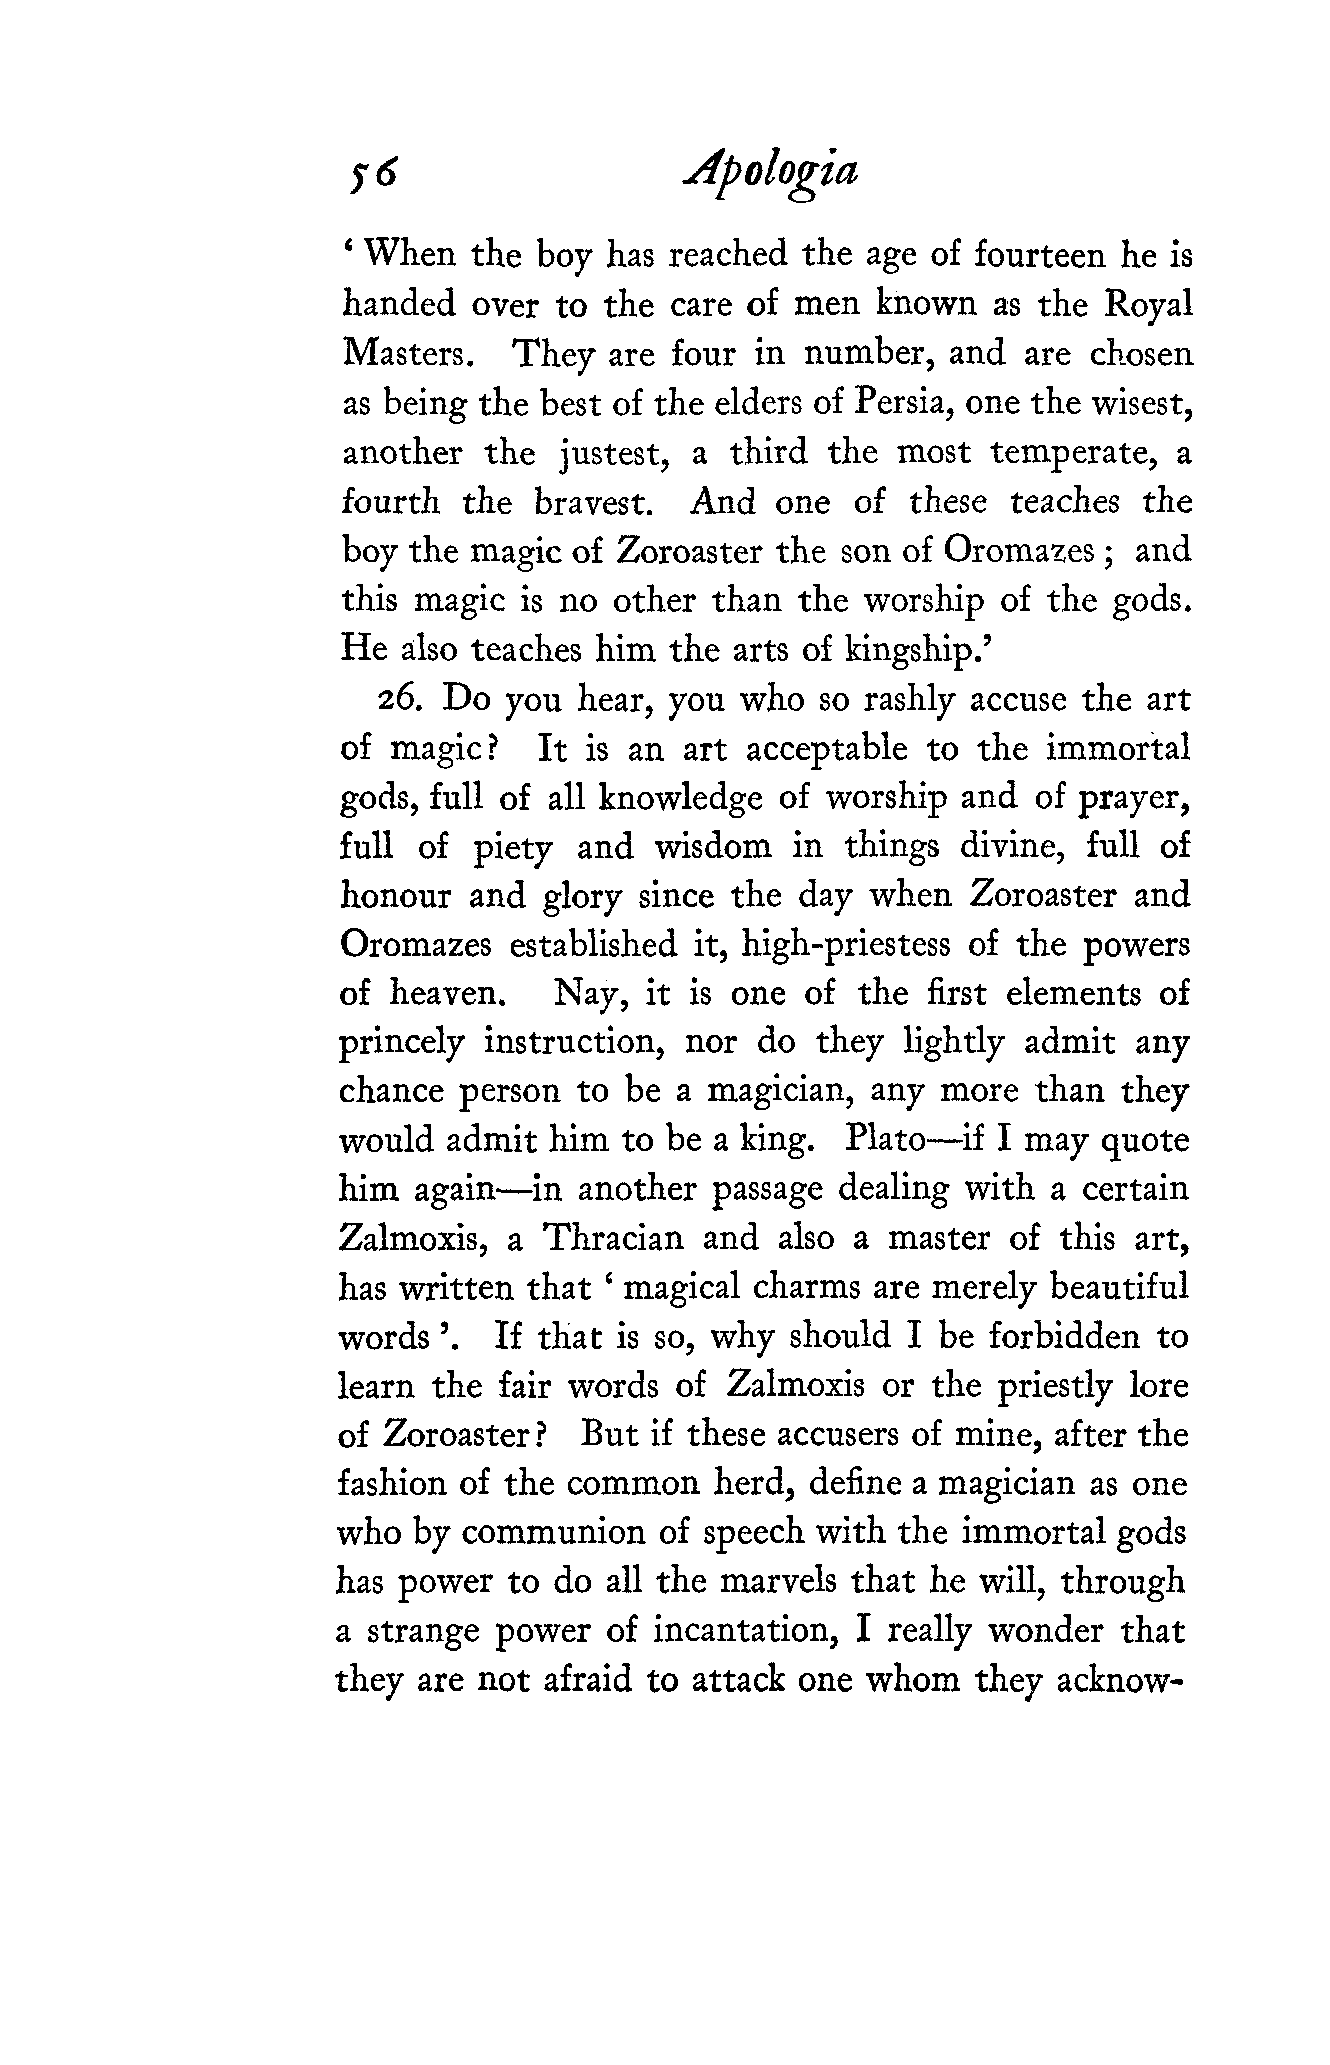 56 Apologia
‘ When the boy has reached the age of fourteen he is
handed over to the care of men known as the Royal
Masters. They are four in number, and are chosen
as being the best of the elders of Persia, one the wisest,
another the justest, a third the most temperate, a
fourth the bravest. And one of these teaches the
boy the magic of Zoroaster the son of Oromazes ; and
this magic is no other than the worship of the gods.
He also teaches him the arts of kingship.’
26. Do you hear, you who so rashly accuse the art
of magic? It is an art acceptable to the immortal
gods, full of all knowledge of worship and of prayer,
full of piety and wisdom in things divine, full of
honour and glory since the day when Zoroaster and
Oromazes established it, high-priestess of the powers
of heaven. Nay, it is one of the first elements of
princely instruction, nor do they lightly admit any
chance person to be a magician, any more than they
would admit him to be a king. Plato—if I may quote
him again—in another passage dealing with a certain
Zalmoxis, a Thracian and also a master of this art,
has written that ‘ magical charms are merely beautiful
words ’. If that is so, why should I be forbidden to
learn the fair words of Zalmoxis or the priestly lore
of Zoroaster? But if these accusers of mine, after the
fashion of the common herd, define a magician as one
who by communion of speech with the immortal gods
has power to do all the marvels that he will, through
a strange power of incantation, I really wonder that
they are not afraid to attack one whom they acknow-